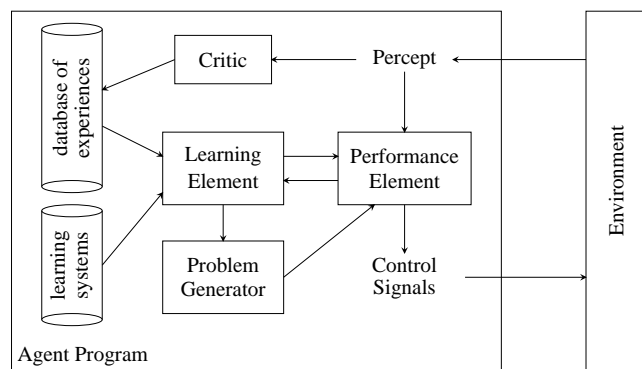 database of
experiences
Critic
Percept
Learning
Element
Performance
Element
Environment
learning
systems
Problem
Generator
Control
Signals
Agent Program